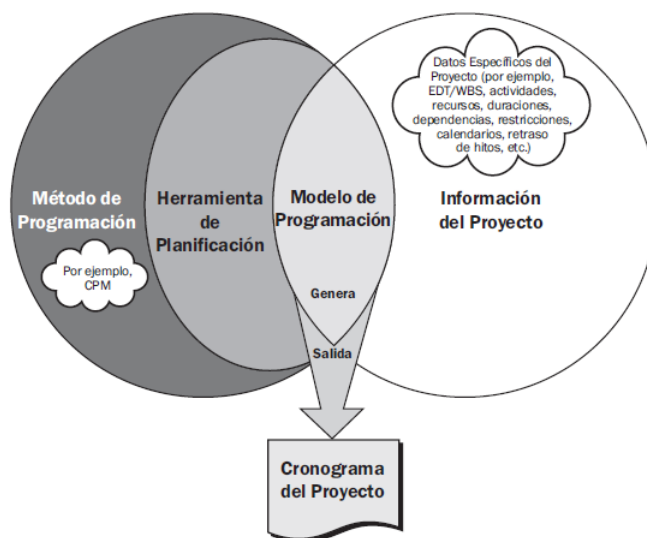 Datos Específicos del
Proyecto (por ejemplo,
EDT/WBS, actividades,
recursos, duraciones,
dependencias, restricciones,
calendarios, retraso
de hitos, etc.)
Método de
Programación
Herramienta
de
Planificación
Modelo de
Programación
Información
del Proyecto
Por ejemplo,
CPM
Genera
Salida
Cronograma
del Proyecto